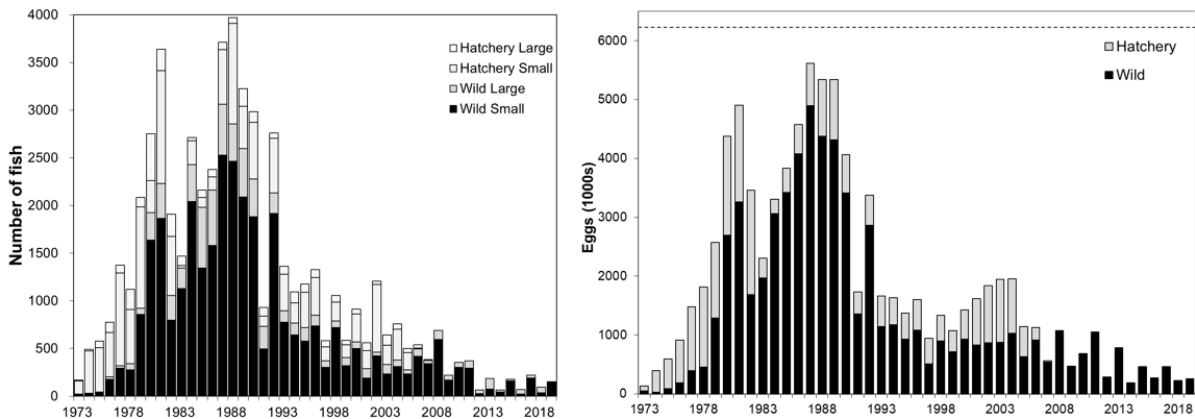 Number of fish
4000
3500
3000
2500
2000
1500
1000
500
0
Hatchery Large
Hatchery Small
Wild Large
Wild Small
1973 1978 1983 1988 1993 1998 2003 2008 2013 2018
Eggs (1000s)
6000
5000
4000
3000
2000
1000
0
Hatchery
Wild
1973 1978 1983 1988 1993 1998 2003 2008 2013 2018